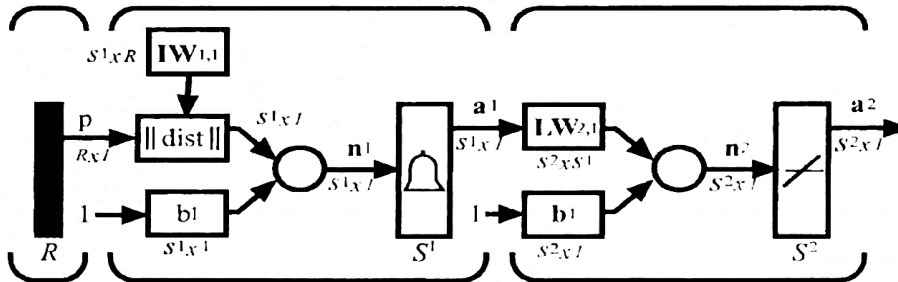 S¹xR
IW1,1
p
Rx1
|| dist ||
S¹x1
n¹
S¹x1
a¹
S¹x1
LW2,1
S²xS¹
n²
S²x1
a²
S²x1
1
b1
S¹x1
1
b1
S²x1
R
S¹
S²